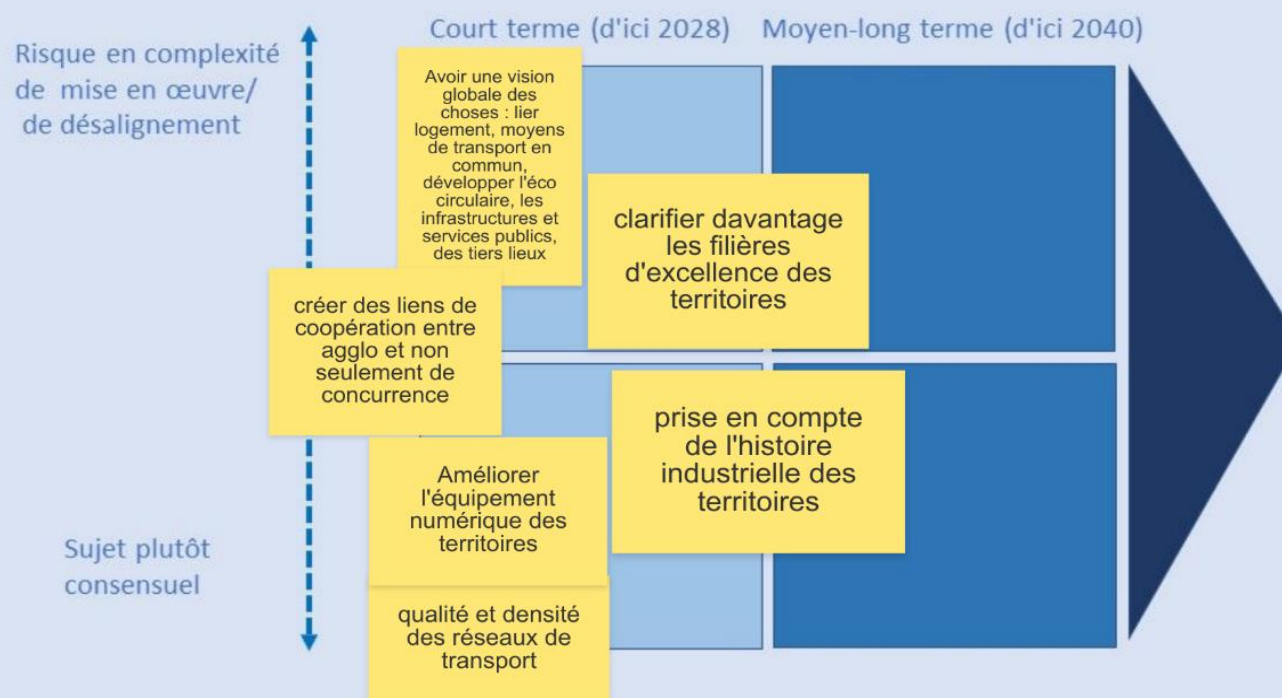 Court terme (d'ici 2028)
Moyen-long terme (d'ici 2040)
Risque en complexité
de mise en œuvre/
de désalignement
Avoir une vision
globale des
choses : lier
logement, moyens
de transport en
commun,
développer l'éco
circulaire, les
infrastructures et
services publics,
des tiers lieux
clarifier davantage
les filières
d'excellence des
territoires
créer des liens de
coopération entre
agglo et non
seulement de
concurrence
prise en compte
de l'histoire
industrielle des
territoires
Améliorer
l'équipement
numérique des
territoires
Sujet plutôt
consensuel
qualité et densité
des réseaux de
transport